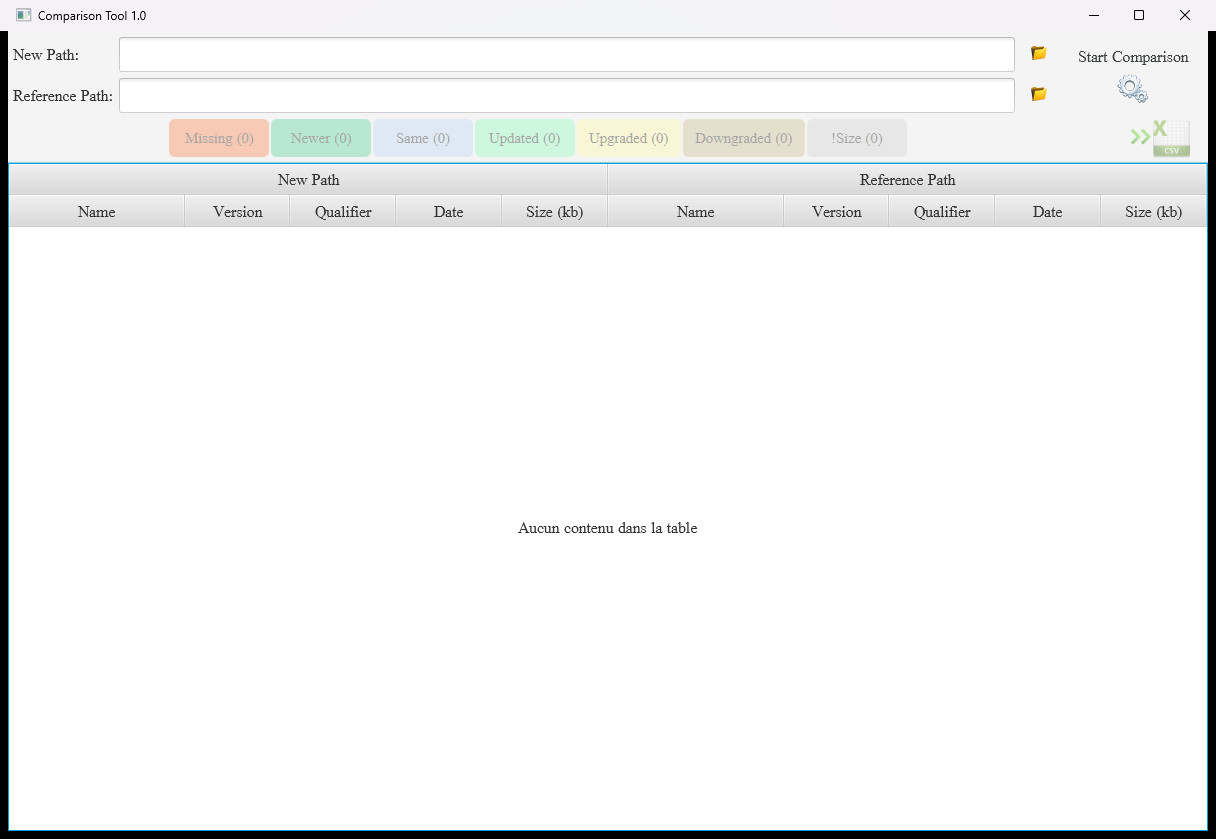 Comparison Tool 1.0
New Path:
Start Comparison
Reference Path:
Missing (0) Newer (0) Same (0) Updated (0) Upgraded (0) Downgraded (0) !Size (0)
X
CSV
New Path Reference Path
Name Version Qualifier Date Size (kb) Name Version Qualifier Date Size (kb)
Aucun contenu dans la table